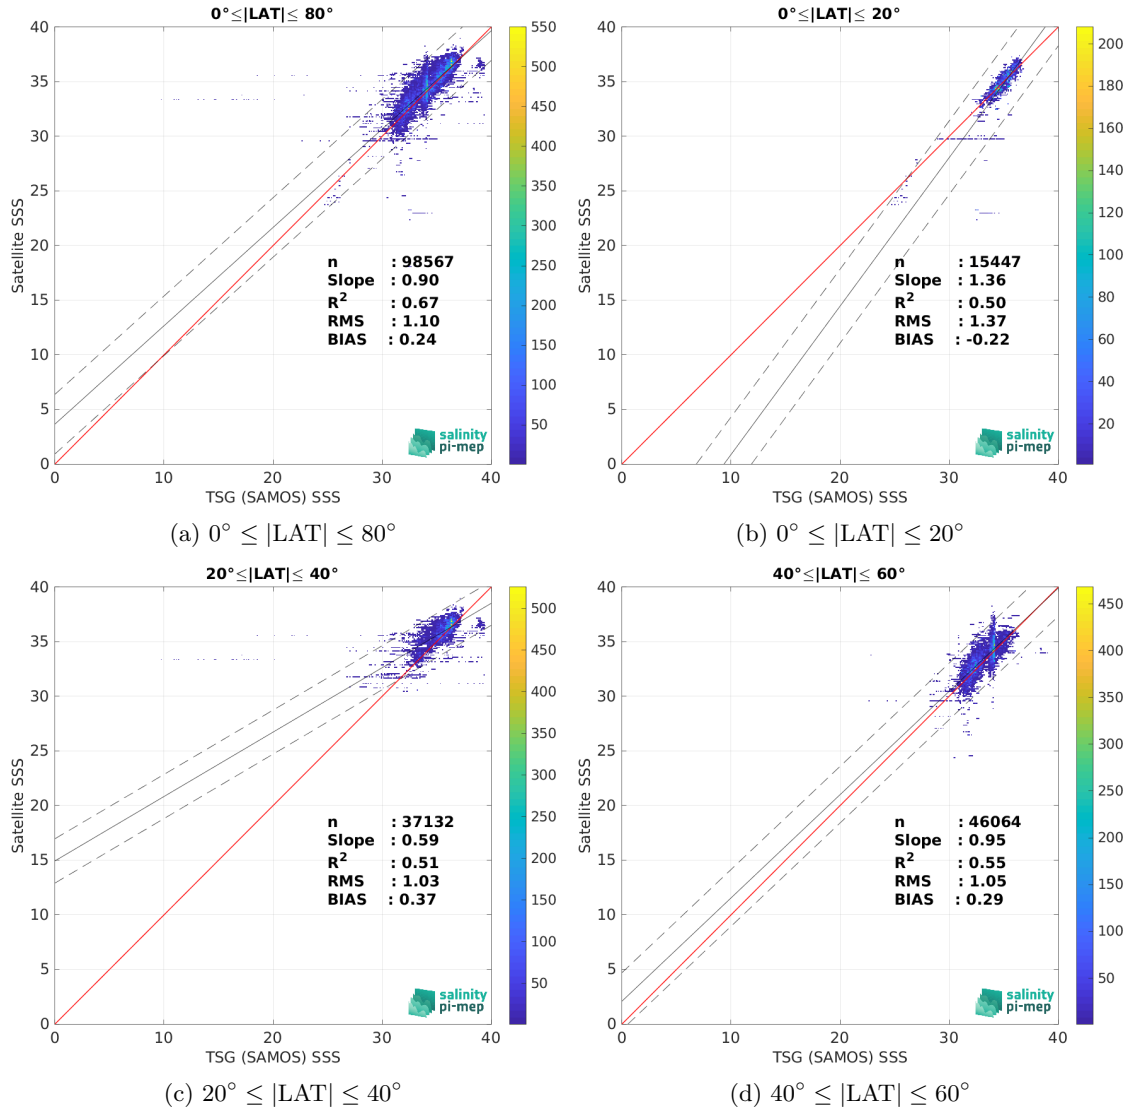 0°≤|LAT|≤ 80°
40
35
30
25
20
15
10
5
0
Satellite SSS
0
10
20
30
40
TSG (SAMOS) SSS
n : 98567
Slope : 0.90
R² : 0.67
RMS : 1.10
BIAS : 0.24
salinity
pi-mep
550
500
450
400
350
300
250
200
150
100
50
(a) 0° ≤ |LAT| ≤ 80°
0°≤|LAT|≤ 20°
40
35
30
25
20
15
10
5
0
Satellite SSS
0
10
20
30
40
TSG (SAMOS) SSS
n : 15447
Slope : 1.36
R² : 0.50
RMS : 1.37
BIAS : -0.22
salinity
pi-mep
200
180
160
140
120
100
80
60
40
20
(b) 0° ≤ |LAT| ≤ 20°
20°≤|LAT|≤ 40°
40
35
30
25
20
15
10
5
0
Satellite SSS
0
10
20
30
40
TSG (SAMOS) SSS
n : 37132
Slope : 0.59
R² : 0.51
RMS : 1.03
BIAS : 0.37
salinity
pi-mep
500
450
400
350
300
250
200
150
100
50
(c) 20° ≤ |LAT| ≤ 40°
40°≤|LAT|≤ 60°
40
35
30
25
20
15
10
5
0
Satellite SSS
0
10
20
30
40
TSG (SAMOS) SSS
n : 46064
Slope : 0.95
R² : 0.55
RMS : 1.05
BIAS : 0.29
salinity
pi-mep
450
400
350
300
250
200
150
100
50
(d) 40° ≤ |LAT| ≤ 60°